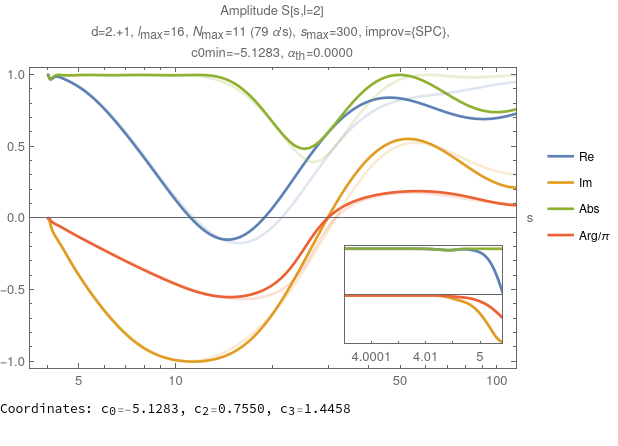 Amplitude S[s,l=2]
d=2.+1, lmax=16, Nmax=11 (79 α's), smax=300, improv={SPC},
c0min=-5.1283, αth=0.0000
1.0
0.5
0.0
-0.5
-1.0
5
10
50
100
s
4.0001
4.01
5
Re
Im
Abs
Arg/π
Coordinates: c0=-5.1283, c2=0.7550, c3=1.4458